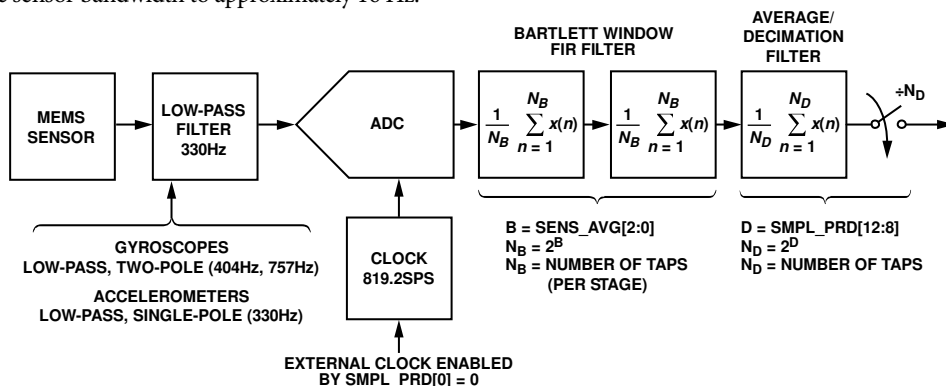 e sensor bandwidth to approximately 16 Hz.
BARTLETT WINDOW
FIR FILTER
AVERAGE/
DECIMATION
FILTER
MEMS
SENSOR
LOW-PASS
FILTER
330Hz
ADC
1
N_B
N_B
∑ x(n)
n = 1
1
N_B
N_B
∑ x(n)
n = 1
1
N_D
N_D
∑ x(n)
n = 1
÷N_D
GYROSCOPES
LOW-PASS, TWO-POLE (404Hz, 757Hz)
ACCELEROMETERS
LOW-PASS, SINGLE-POLE (330Hz)
CLOCK
819.2SPS
B = SENS_AVG[2:0]
N_B = 2^B
N_B = NUMBER OF TAPS
(PER STAGE)
D = SMPL_PRD[12:8]
N_D = 2^D
N_D = NUMBER OF TAPS
EXTERNAL CLOCK ENABLED
BY SMPL_PRD[0] = 0